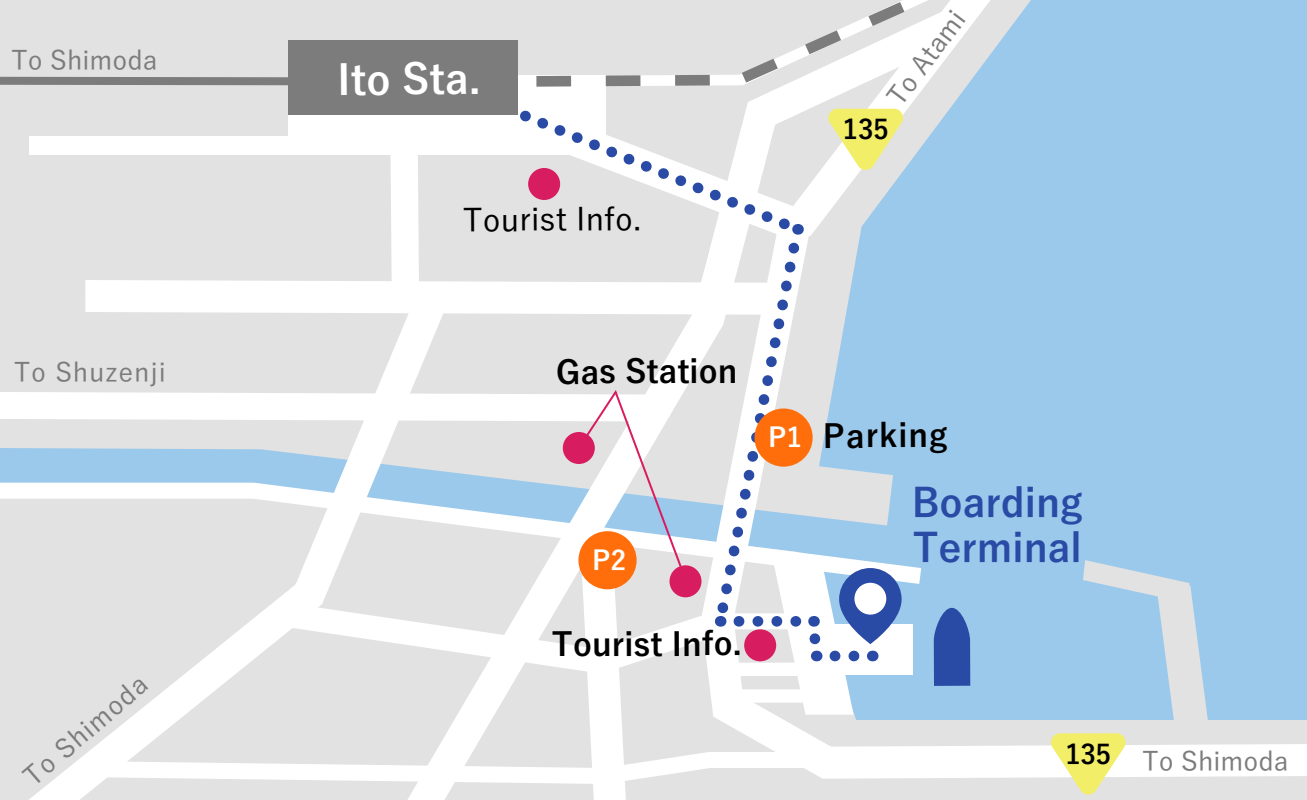 To Shimoda
Ito Sta.
To Atami
135
Tourist Info.
To Shuzenji
Gas Station
P1 Parking
Boarding
Terminal
P2
Tourist Info.
To Shimoda
135
To Shimoda